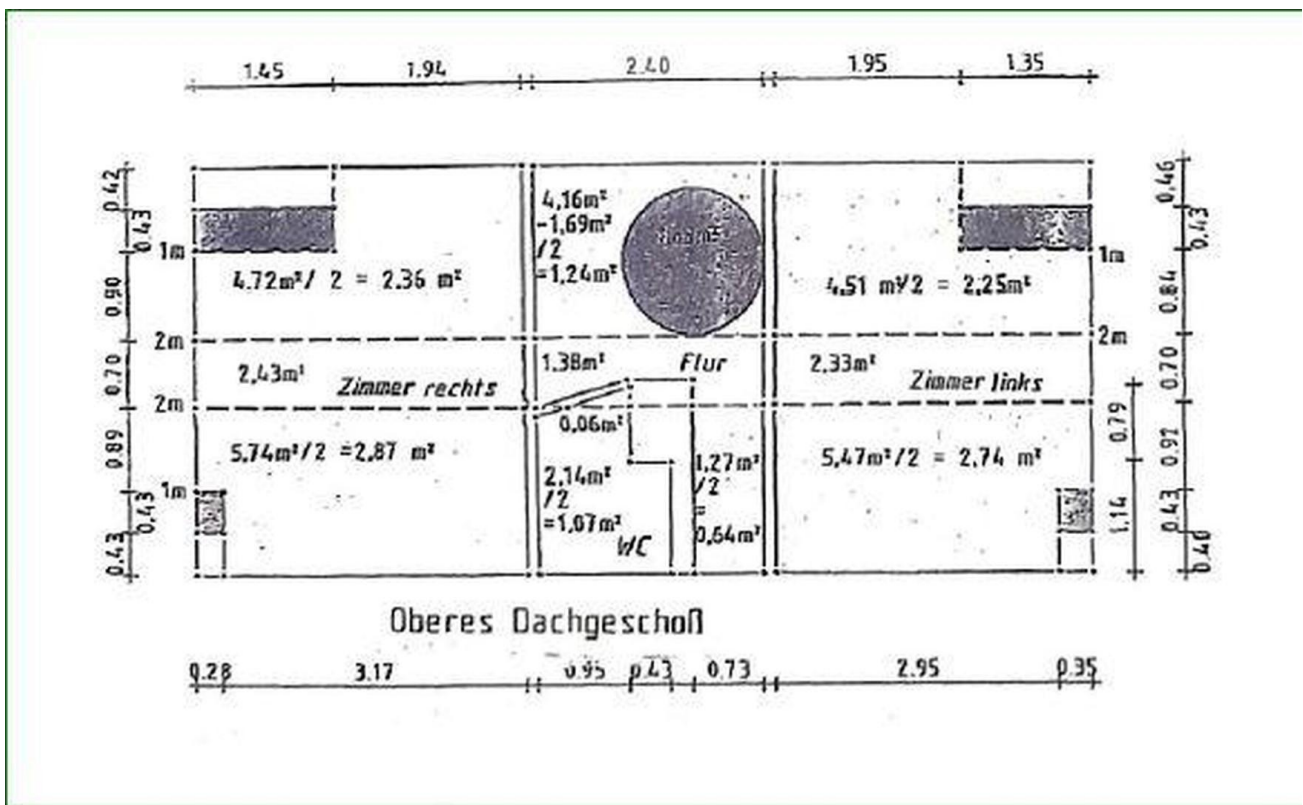 1.45 1.94 2.40 1.95 1.35
0.42
0.43
1m
0.90
2m
0.70
2m
0.89
1m
0.43
0.43
4.72m²/ 2 = 2.36 m²
2,43m²
Zimmer rechts
5.74m²/2 =2.87 m²
4,16m²
-1,69m²
/2
=1,24m²
1.38m²
Flur
0.06m²
2,14m²
/2
=1,07m²
WC
1,27m²
/2
=
0,64m²
4.51 m²/2 = 2,25m²
2,33m²
Zimmer links
5,47m²/2 = 2,74 m²
1m
2m
0.79
1.14
0.46
0.43
0.84
0.70
0.92
0.43
0.40
Oberes Dachgeschoß
0.28 3.17 0.95 0.43 0.73 2.95 0.35